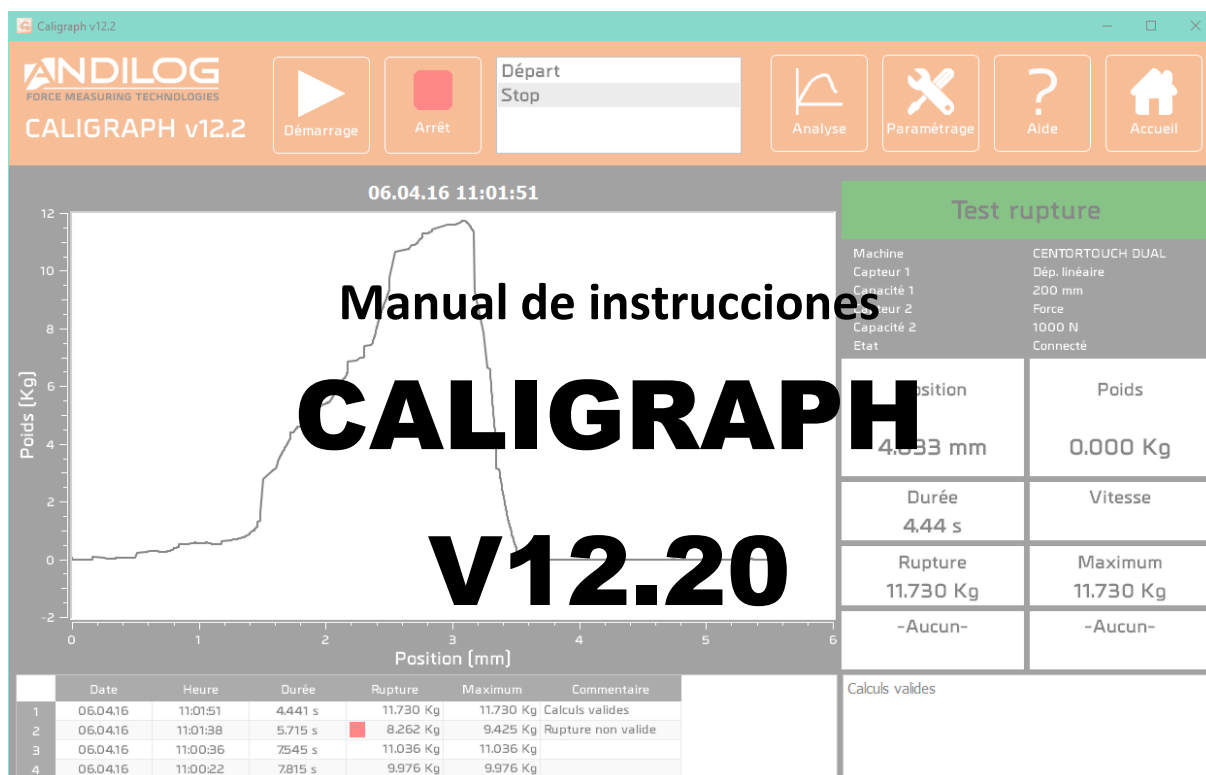 Caligraph v12.2
ANDILOG
FORCE MEASURING TECHNOLOGIES
CALIGRAPH v12.2
Démarrage
Arrêt
Départ
Stop
Analyse
Paramétrage
Aide
Accueil
06.04.16 11:01:51
12
10
8
6
4
2
0
-2
Poids (Kg)
0 1 2 3 4 5 6
Position (mm)
Manual de instrucciones
CALIGRAPH
V12.20
Test rupture
Machine CENTORTOUCH DUAL
Capteur 1 Dép. linéaire
Capacité 1 200 mm
Capteur 2 Force
Capacité 2 1000 N
Etat Connecté
Position Poids
mm 0.000 Kg
Durée Vitesse
4.44 s
Rupture Maximum
11.730 Kg 11.730 Kg
-Aucun- -Aucun-
Date Heure Durée Rupture Maximum Commentaire
1 06.04.16 11:01:51 4.441 s 11.730 Kg 11.730 Kg Calculs valides
2 06.04.16 11:01:38 5.715 s 8.262 Kg 9.425 Kg Rupture non valide
3 06.04.16 11:00:36 7.545 s 11.036 Kg 11.036 Kg
4 06.04.16 11:00:22 7.815 s 9.976 Kg 9.976 Kg
Calculs valides